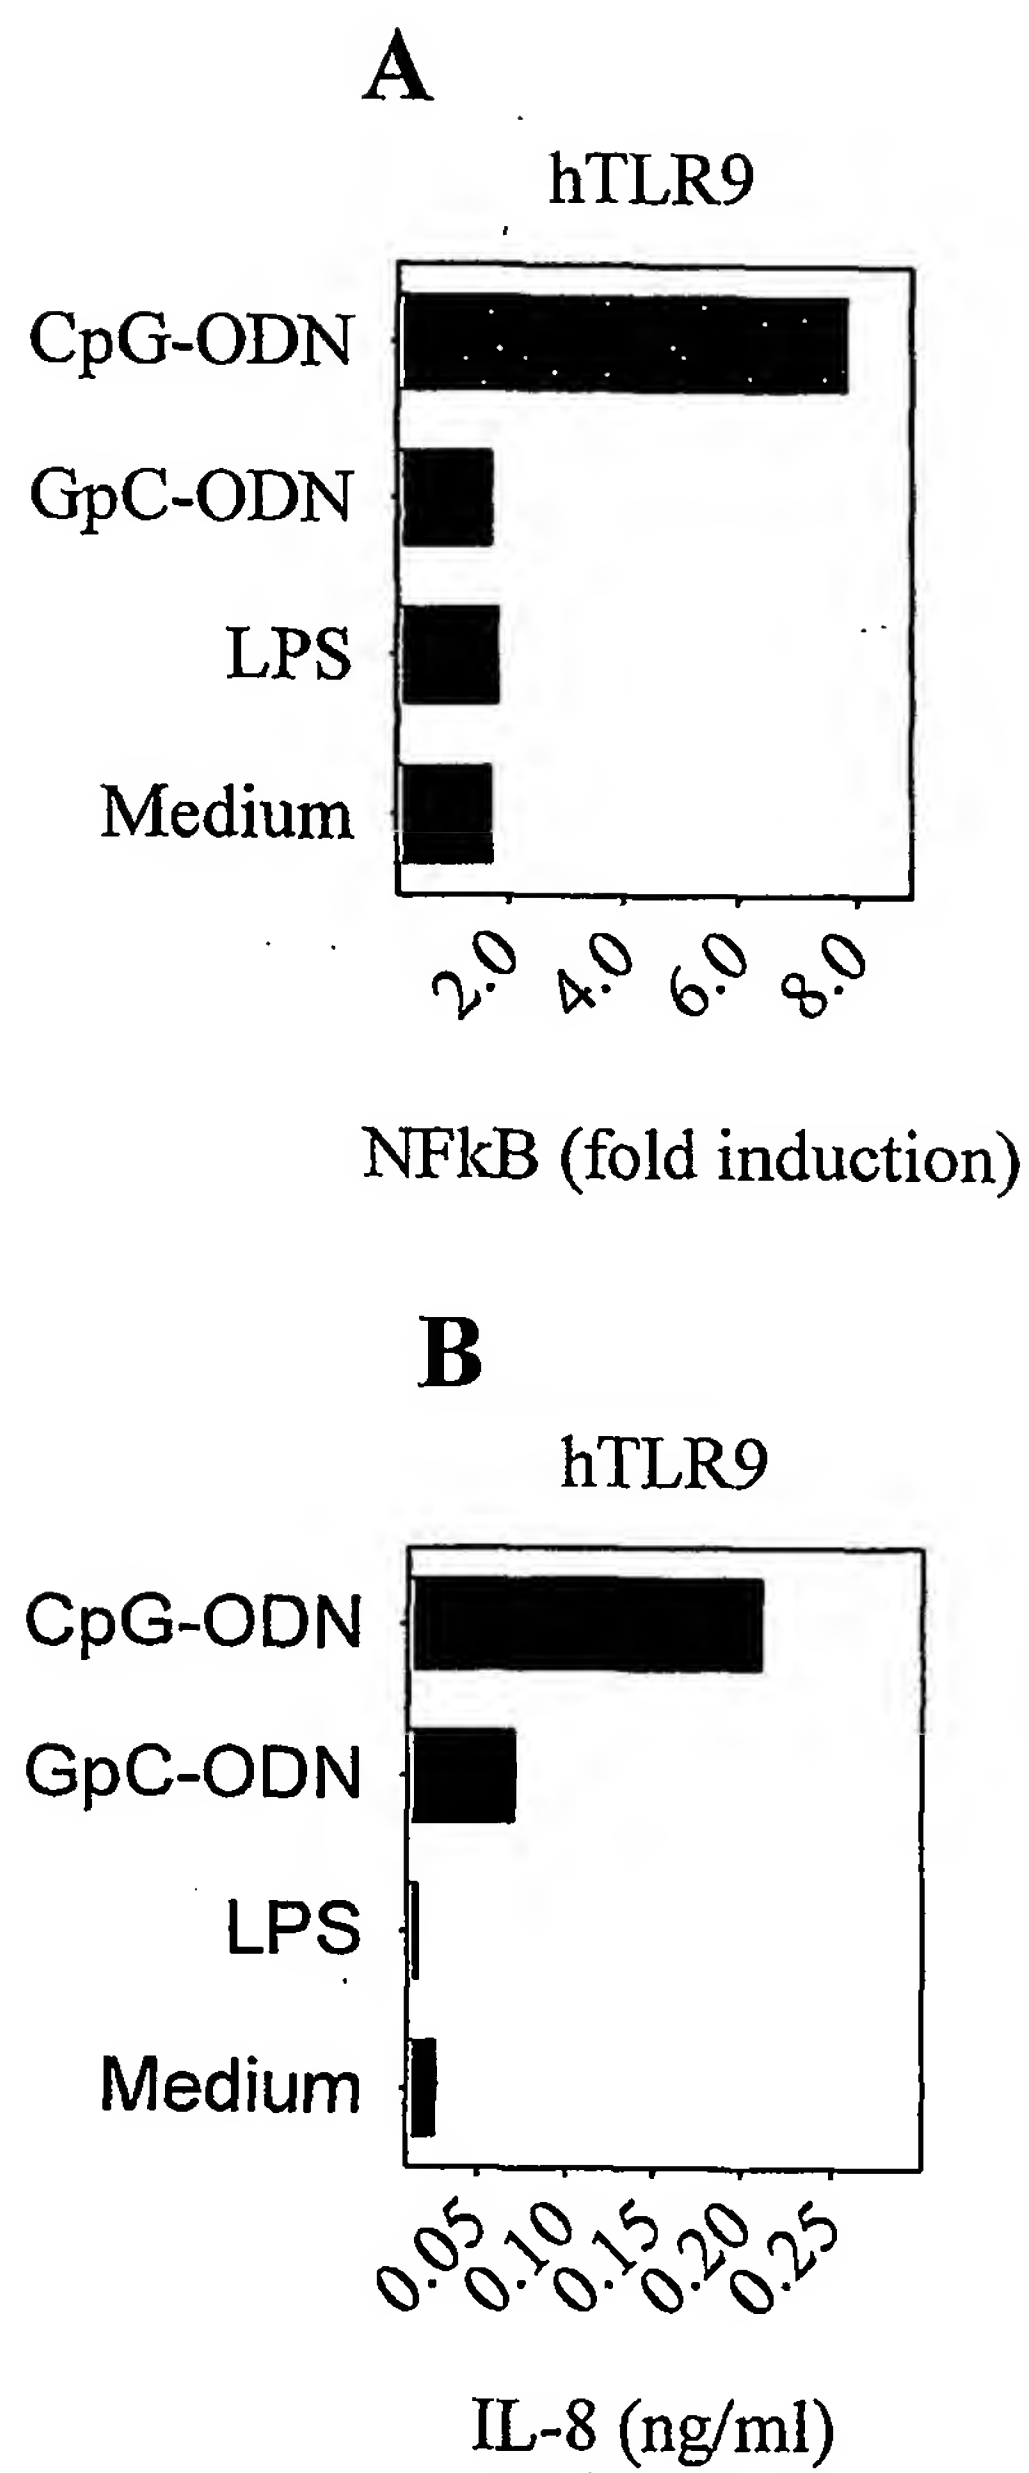 A
hTLR9
CpG-ODN
GpC-ODN
LPS
Medium
2.0 4.0 6.0 8.0
NFkB (fold induction)
B
hTLR9
CpG-ODN
GpC-ODN
LPS
Medium
0.05 0.10 0.15 0.20 0.25
IL-8 (ng/ml)